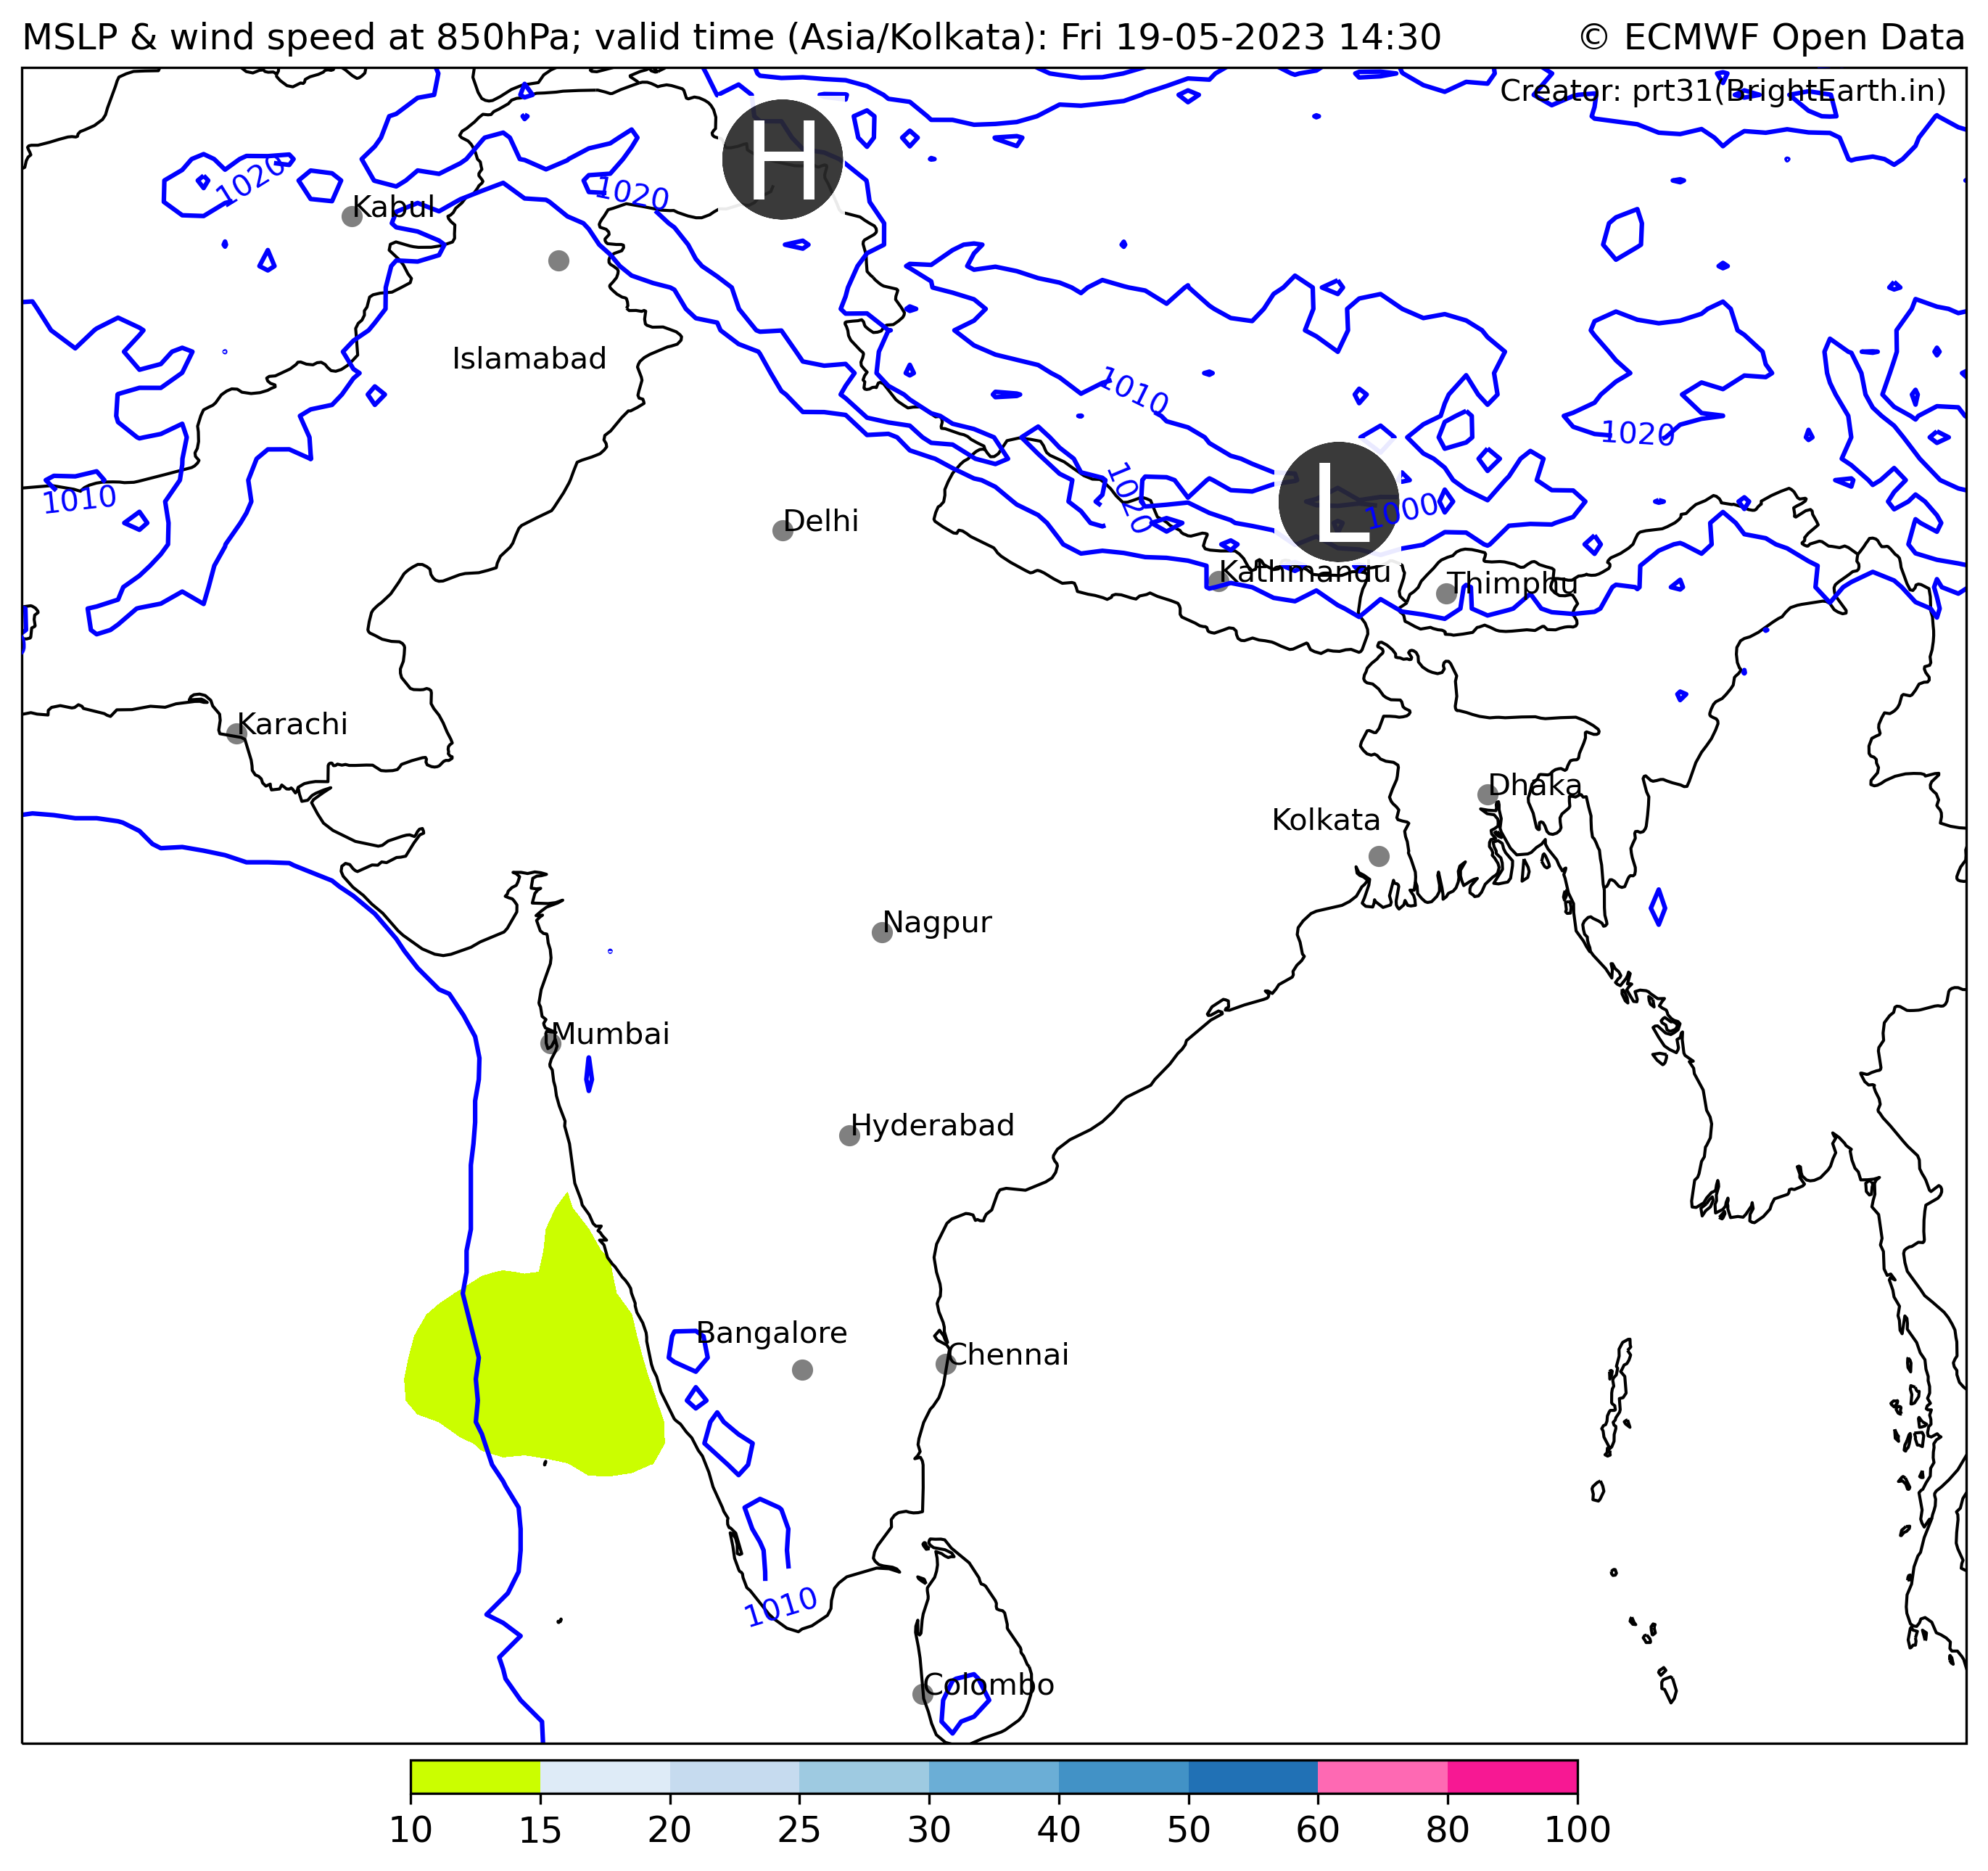 MSLP & wind speed at 850hPa; valid time (Asia/Kolkata): Fri 19-05-2023 14:30
© ECMWF Open Data
Creator: prt31(BrightEarth.in)
H
1020
1020
Kabul
Islamabad
1010
1020
1010
1020
L
1000
Delhi
Kathmandu
Thimphu
Karachi
Dhaka
Kolkata
Nagpur
Mumbai
Hyderabad
Bangalore
Chennai
1010
Colombo
10 15 20 25 30 40 50 60 80 100